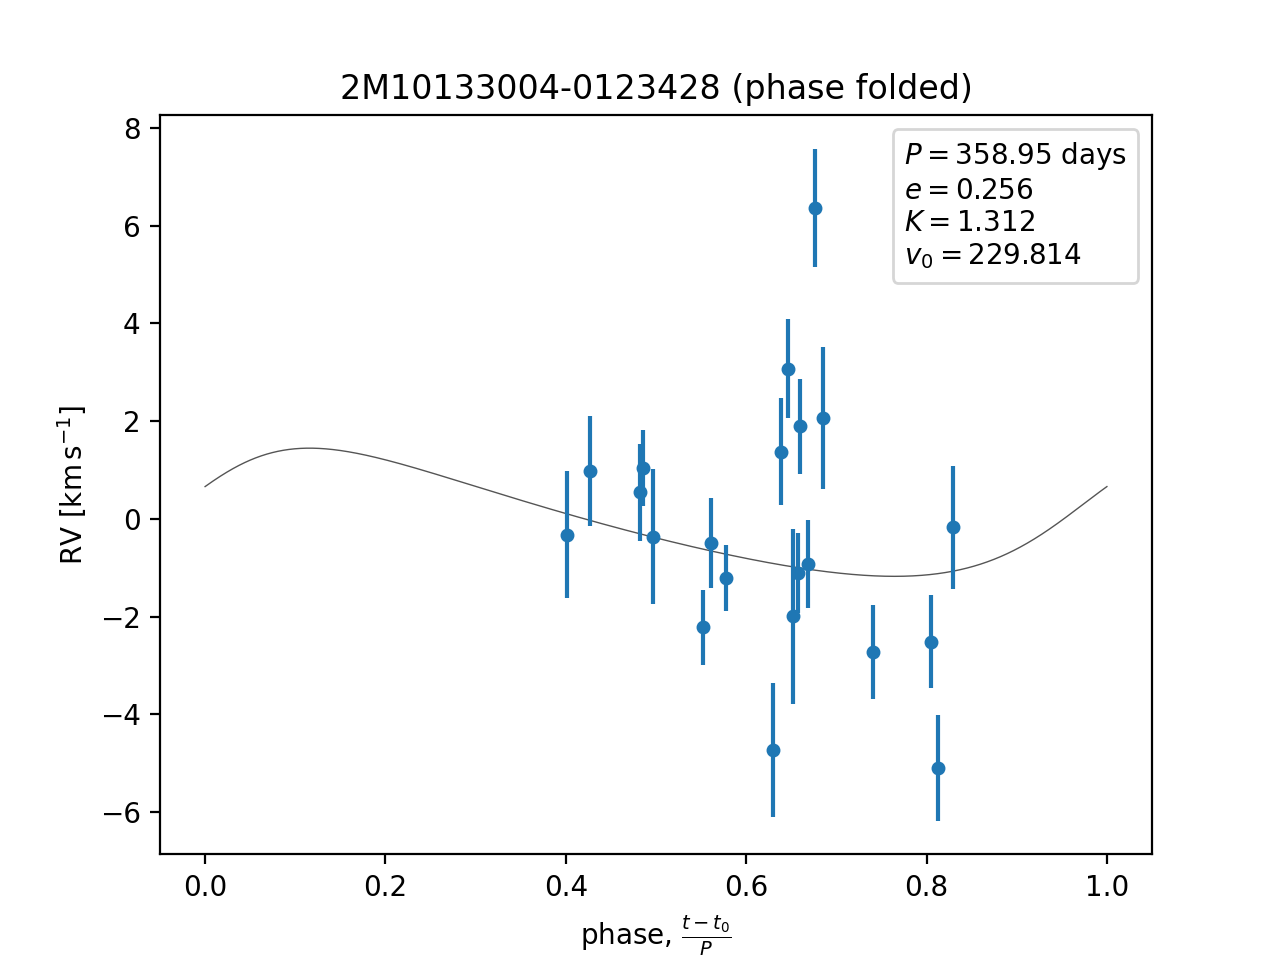 2M10133004-0123428 (phase folded)
P = 358.95 days
e = 0.256
K = 1.312
v₀ = 229.814
RV [km s⁻¹]
8
6
4
2
0
−2
−4
−6
0.0 0.2 0.4 0.6 0.8 1.0
phase, (t − t₀)/P